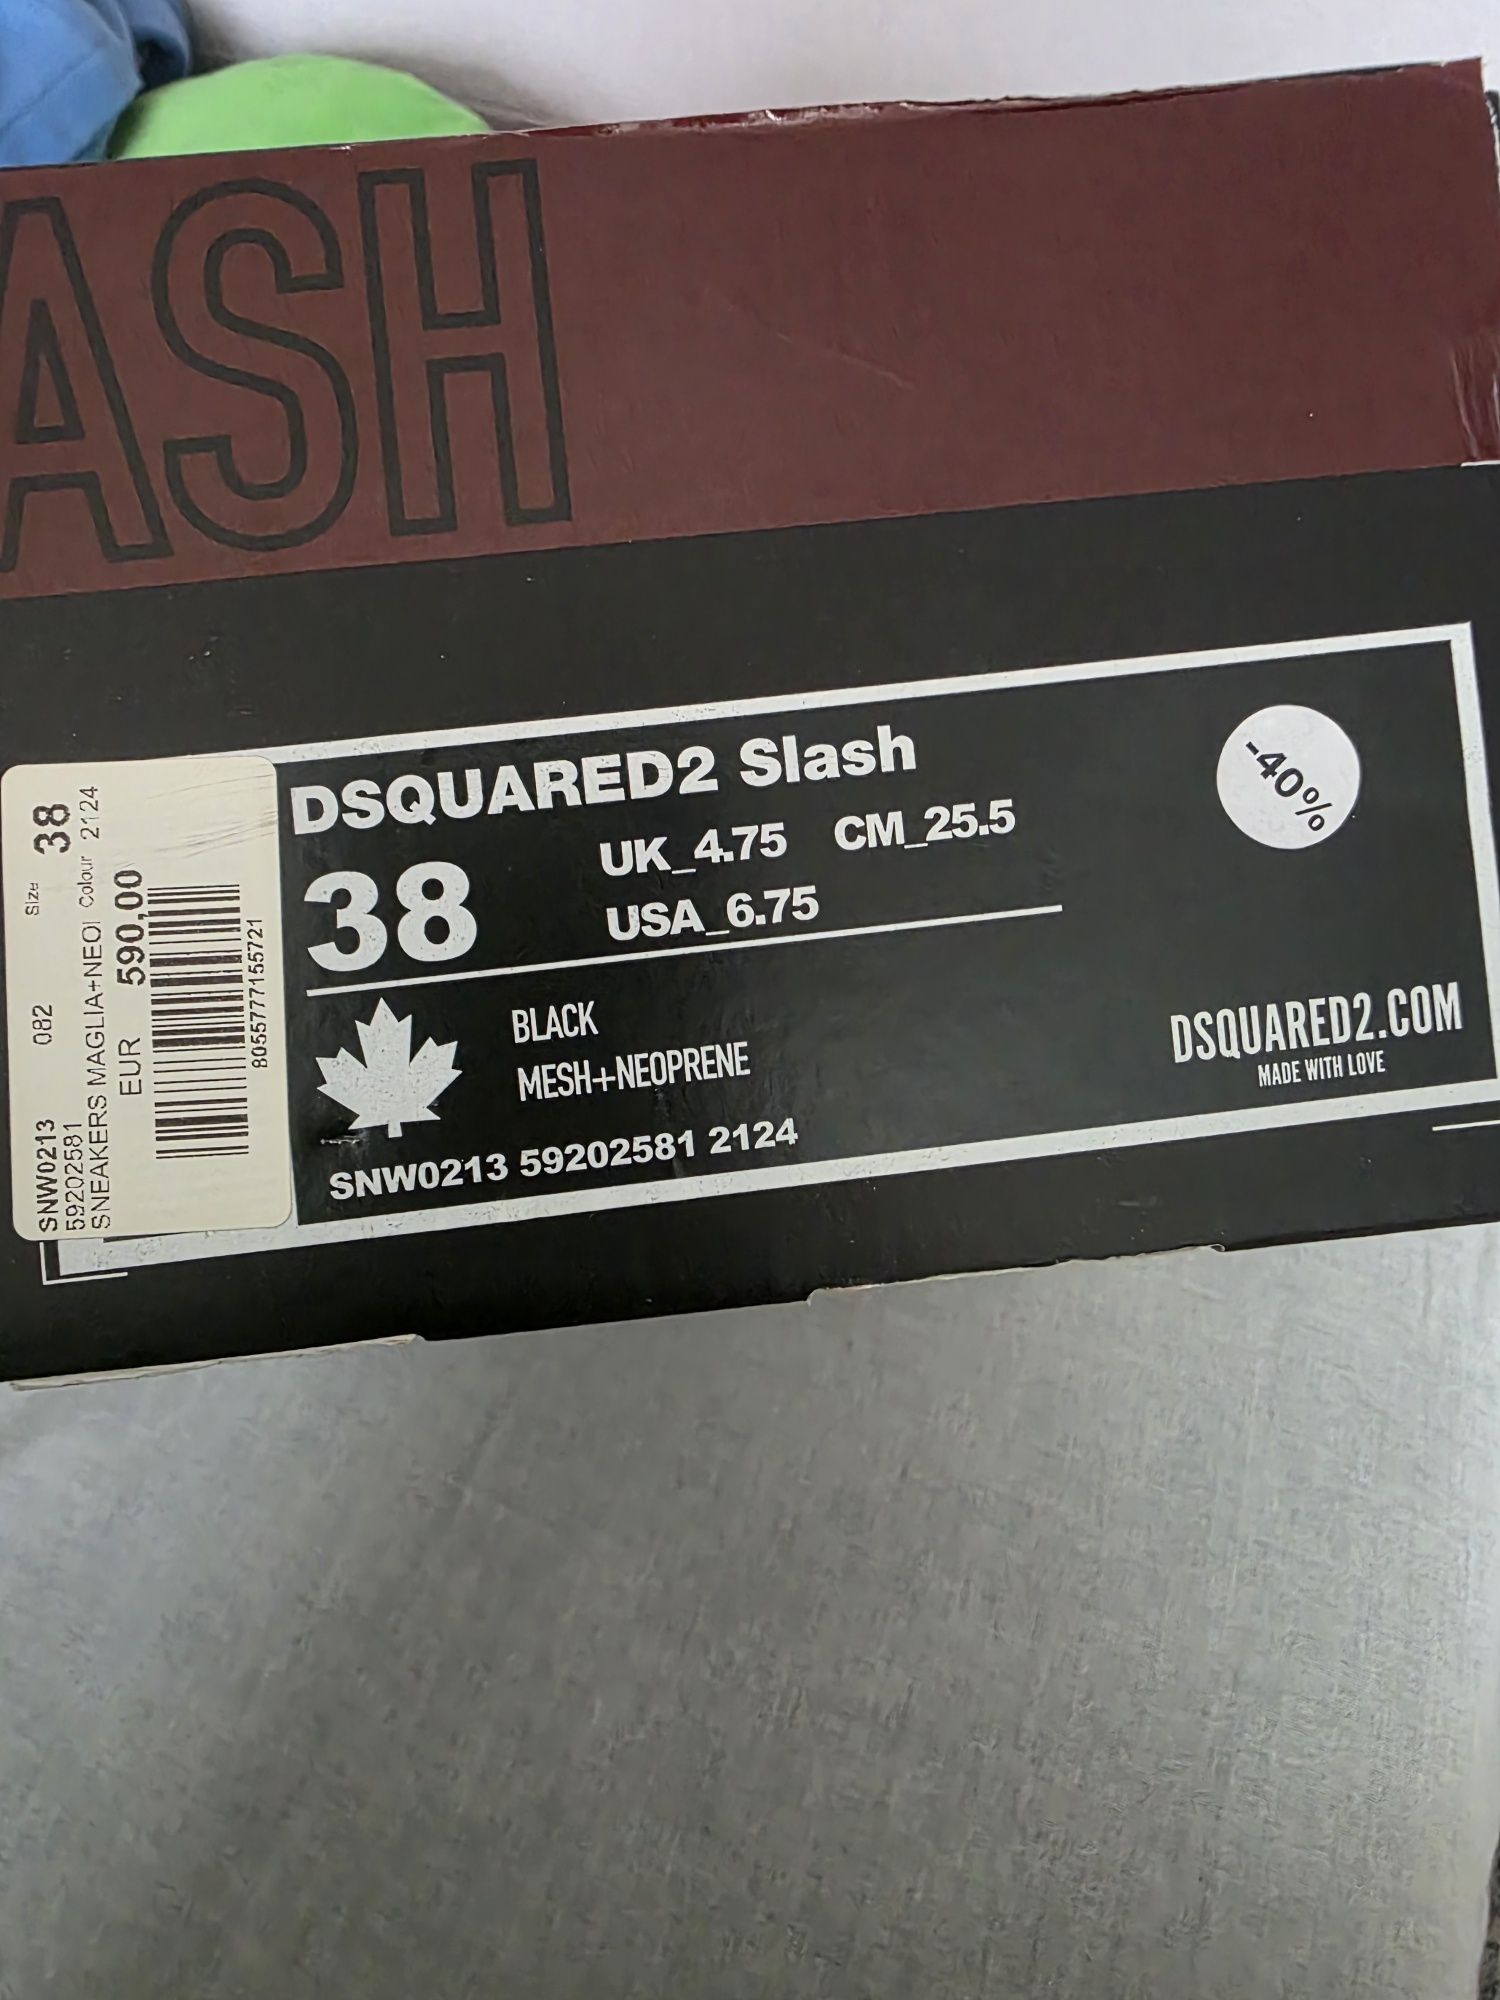 ASH
DSQUARED2 Slash
38
UK_4.75 CM_25.5
USA_6.75
BLACK
MESH+NEOPRENE
SNW0213 59202581 2124
-40%
DSQUARED2.COM
MADE WITH LOVE
SNW0213 082 Size 38
59202581
SNEAKERS MAGLIA+NEO Colour 2124
EUR 590,00
8055777155721